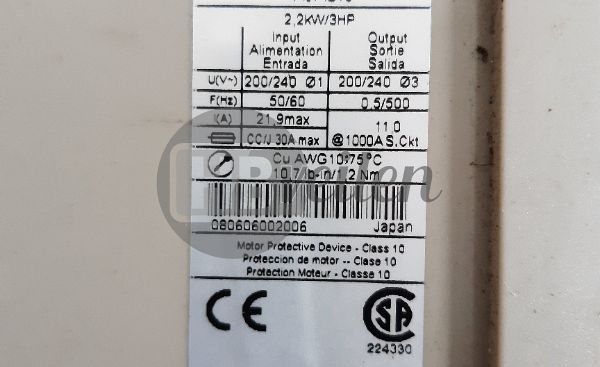 2,2kW/3HP
Input Output
Alimentation Sortie
Entrada Salida
U(V~) 200/240 Ø1 200/240 Ø3
F(Hz) 50/60 0,5/500
I(A) 21,9max 11,0
CC/J 30A max @1000A S.Ckt
Cu AWG10 75°C
10,7lb-in/1,2 Nm
080606002006 Japan
Motor Protective Device - Class 10
Proteccion de motor -- Clase 10
Protection Moteur - Classe 10
CE
CSA
224330